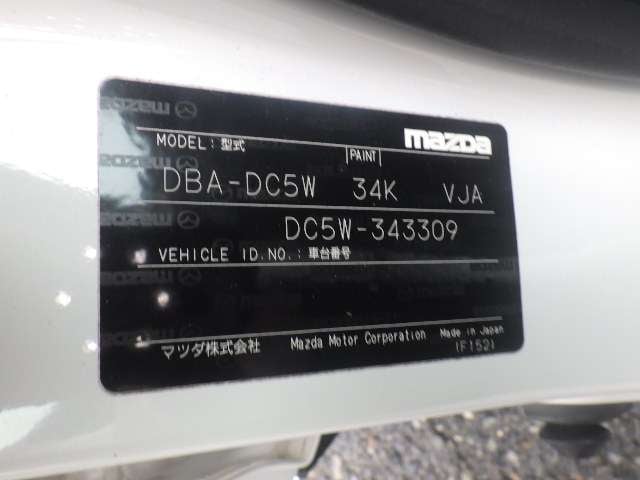 mazda
MODEL: 型式 PAINT
DBA-DC5W 34K VJA
DC5W-343309
VEHICLE ID.NO.: 車台番号
マツダ株式会社 Mazda Motor Corporation Made in Japan
(F152)